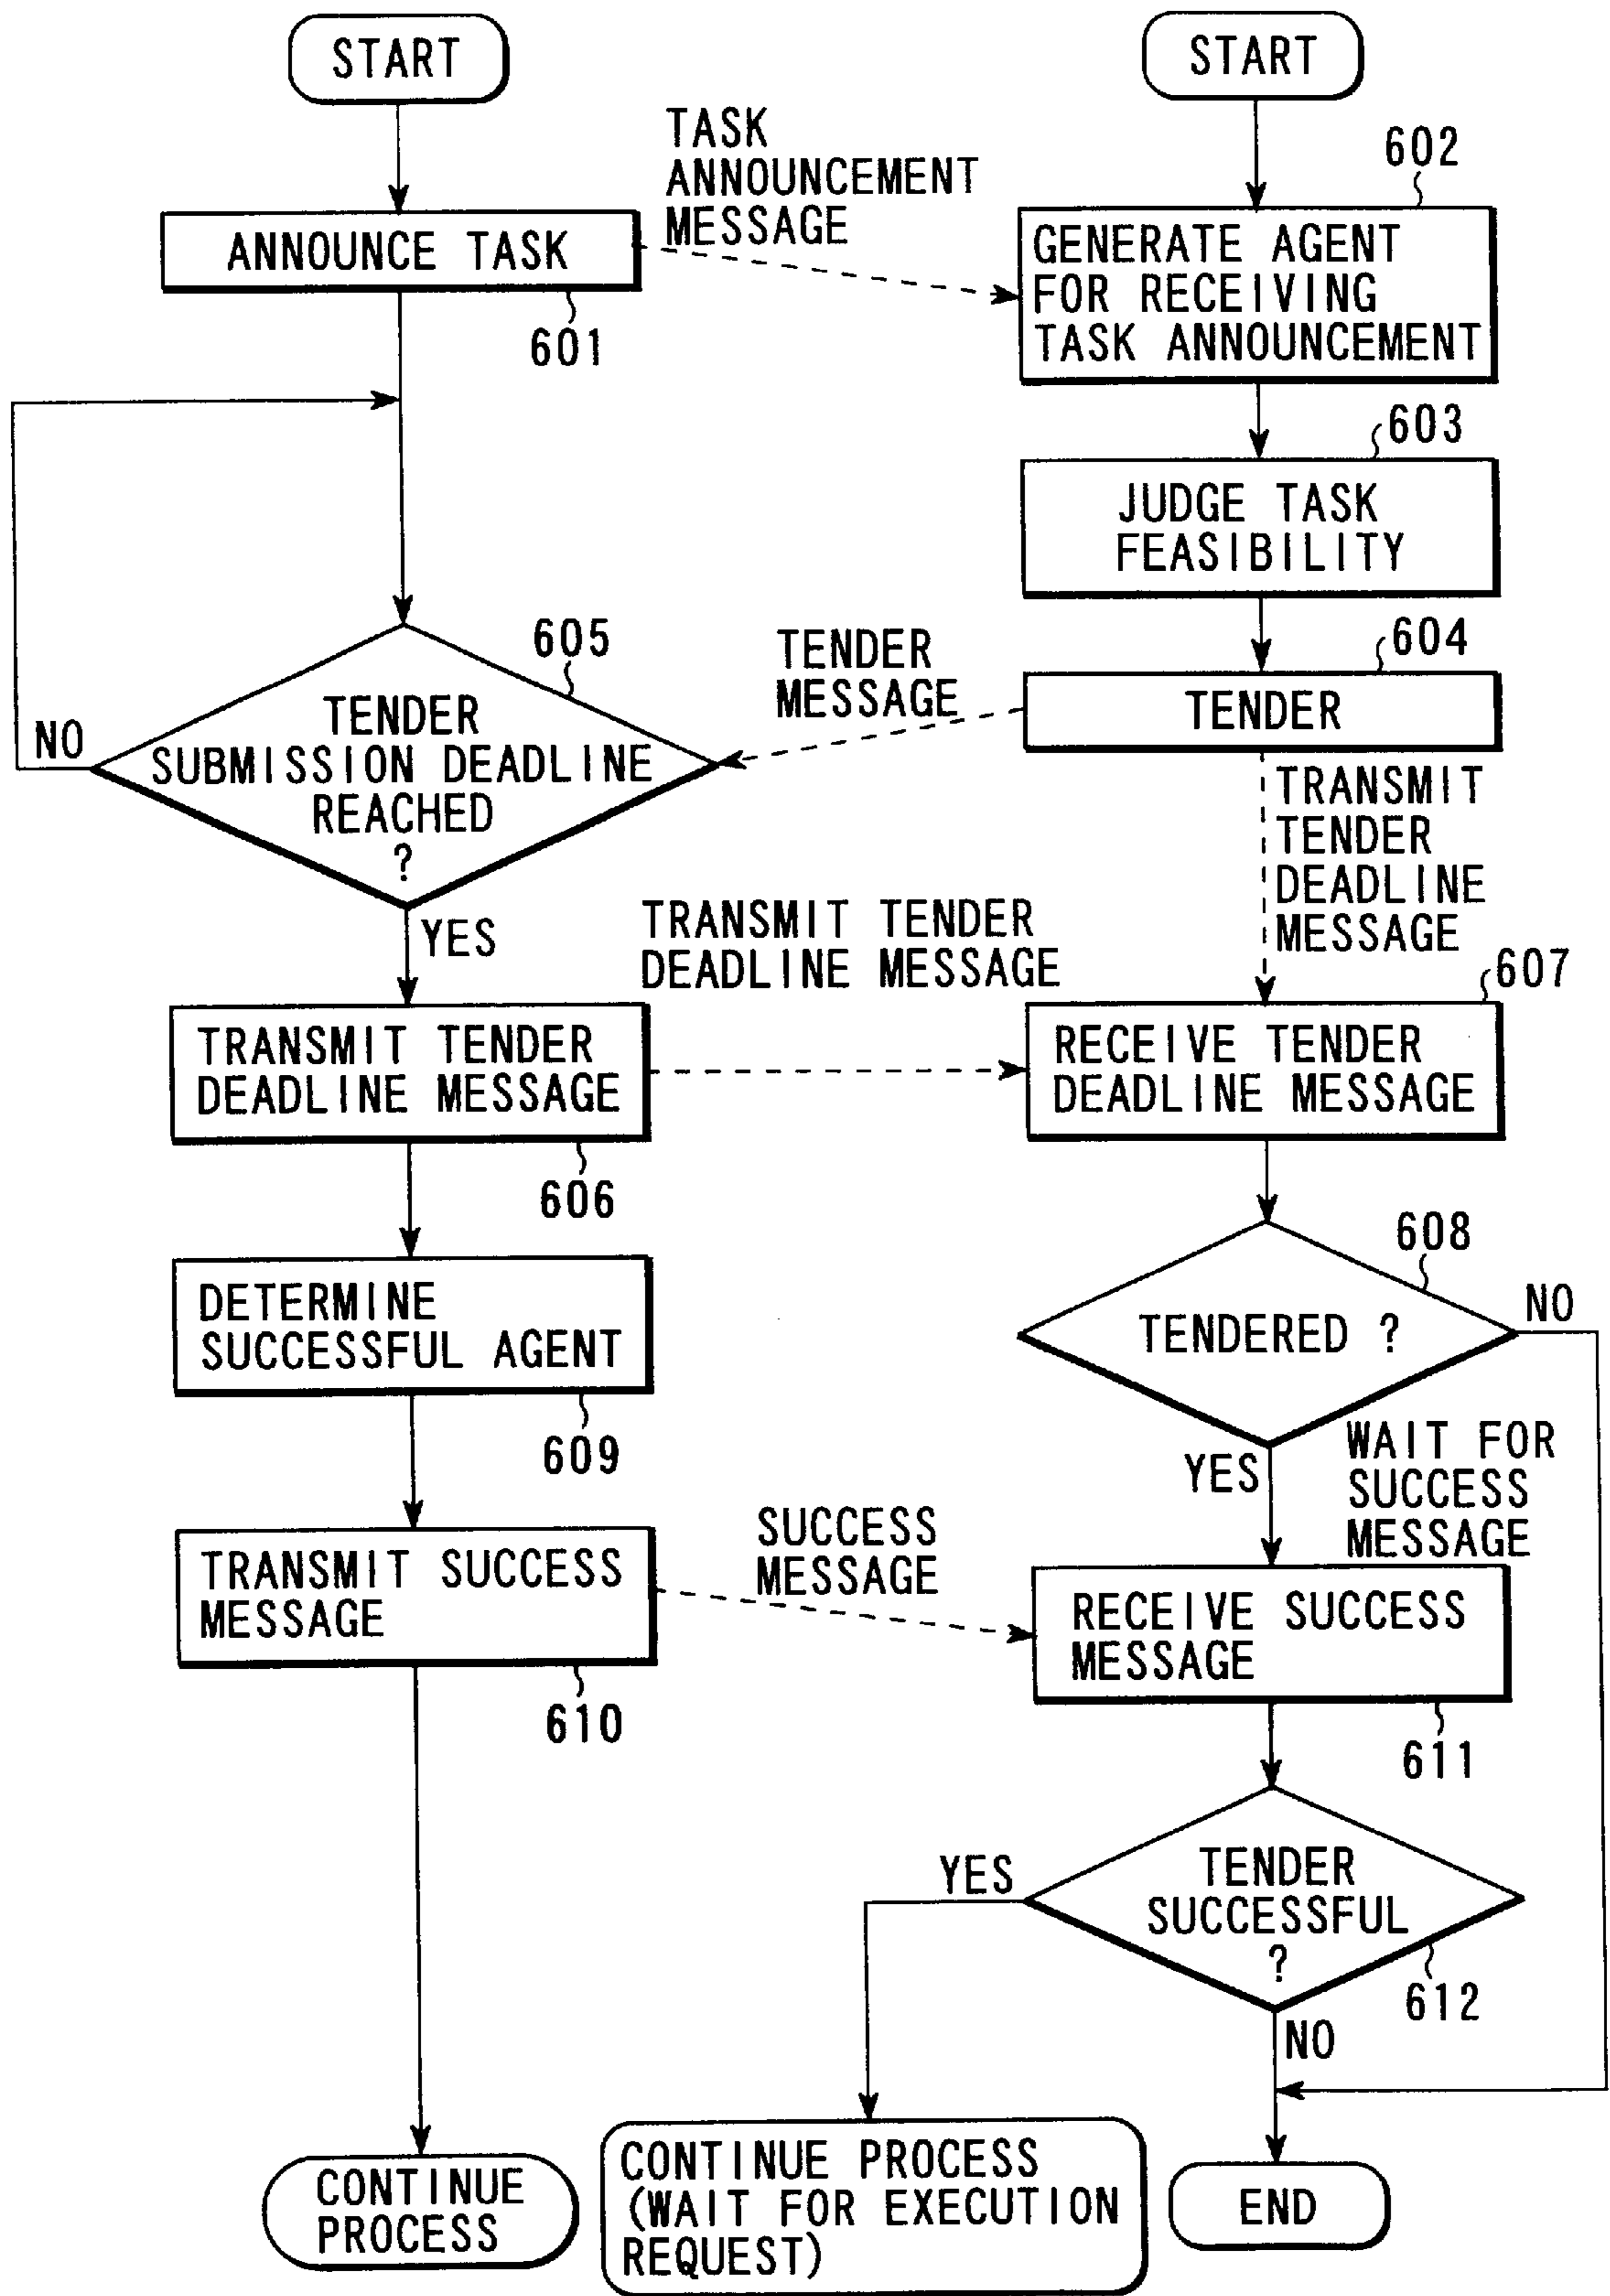 START
START
TASK
ANNOUNCEMENT
MESSAGE
602
ANNOUNCE TASK
601
GENERATE AGENT
FOR RECEIVING
TASK ANNOUNCEMENT
603
JUDGE TASK
FEASIBILITY
605
TENDER
MESSAGE
604
TENDER
NO
TENDER
SUBMISSION DEADLINE
REACHED
?
YES
TRANSMIT
TENDER
DEADLINE
MESSAGE
TRANSMIT TENDER
DEADLINE MESSAGE
607
TRANSMIT TENDER
DEADLINE MESSAGE
606
RECEIVE TENDER
DEADLINE MESSAGE
608
NO
TENDERED ?
DETERMINE
SUCCESSFUL AGENT
609
YES
WAIT FOR
SUCCESS
MESSAGE
SUCCESS
MESSAGE
TRANSMIT SUCCESS
MESSAGE
610
RECEIVE SUCCESS
MESSAGE
611
YES
TENDER
SUCCESSFUL
?
612
NO
CONTINUE
PROCESS
CONTINUE PROCESS
(WAIT FOR EXECUTION
REQUEST)
END